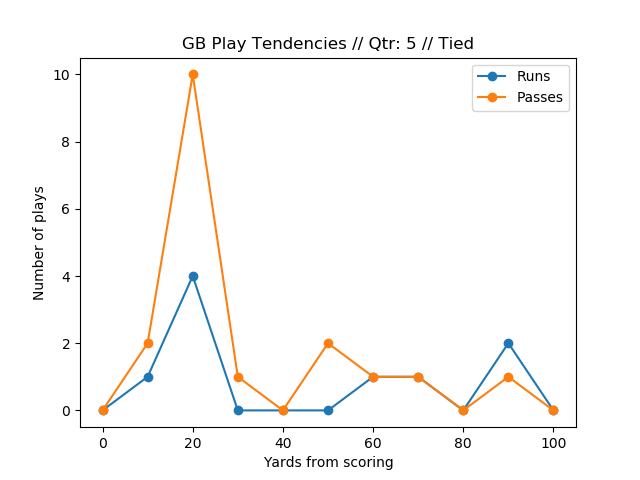 GB Play Tendencies // Qtr: 5 // Tied
Runs
Passes
10
8
6
4
2
0
Number of plays
0 20 40 60 80 100
Yards from scoring